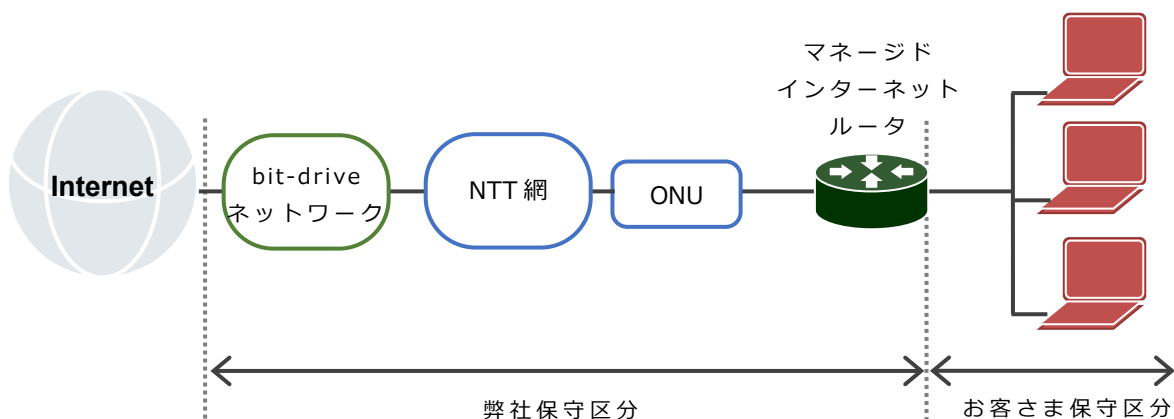 マネージド
インターネット
ルータ
Internet
bit-drive
ネットワーク
NTT 網
ONU
弊社保守区分
お客さま保守区分